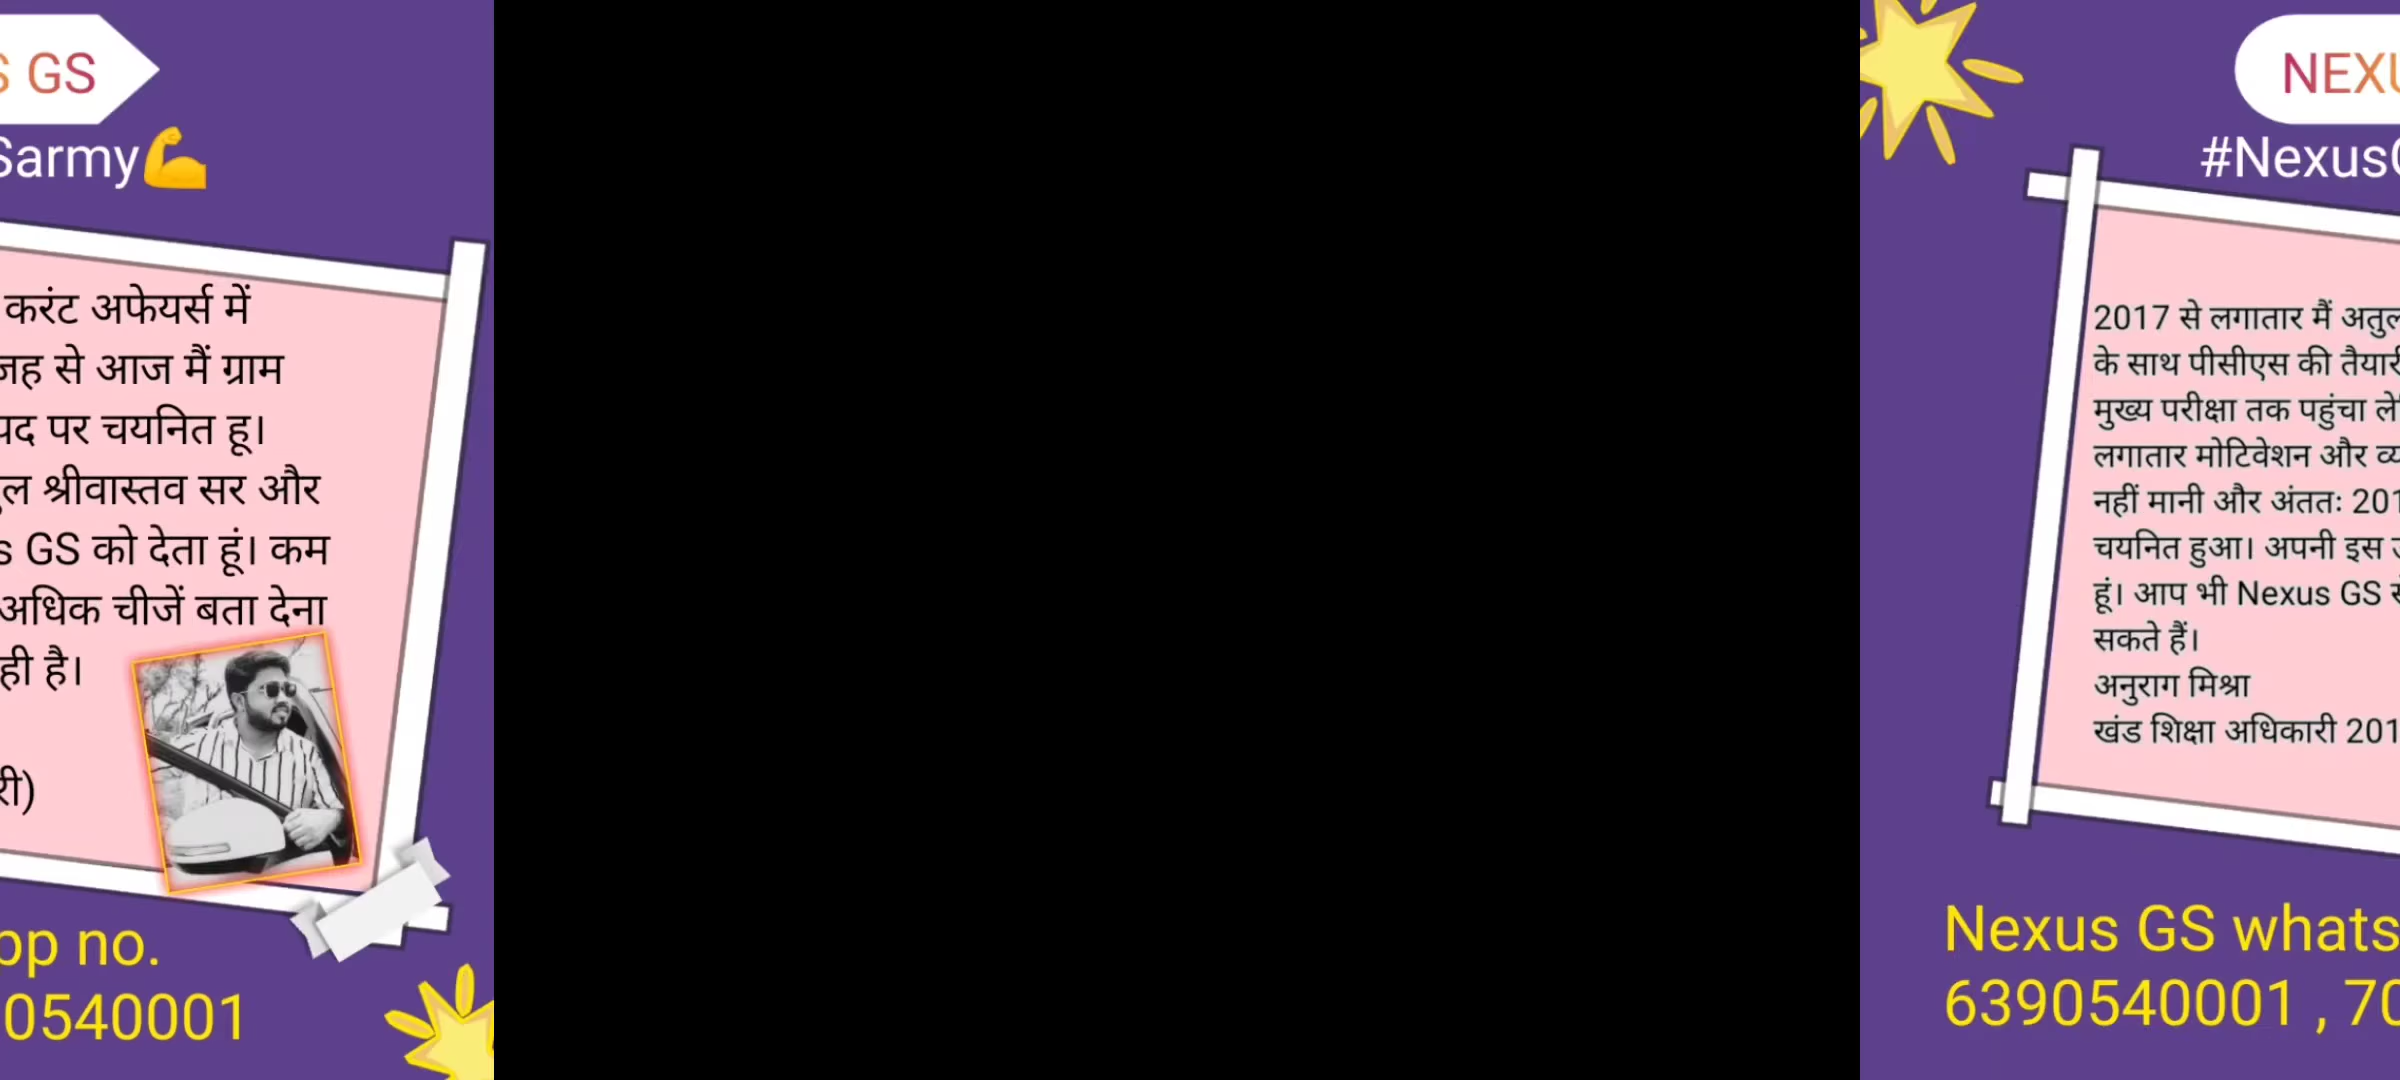 GS
Sarmy💪
करंट अफेयर्स में
से आज मैं ग्राम
पद पर चयनित हू।
श्रीवास्तव सर और
GS को देता हूं। कम
अधिक चीजें बता देना
ही है।
no.
0540001
NEXU
#Nexus
2017 से लगातार मैं अतुल
के साथ पीसीएस की तैयारी
मुख्य परीक्षा तक पहुंचा
लगातार मोटिवेशन और
नहीं मानी और अंततः 201
चयनित हुआ। अपनी इस
हूं। आप भी Nexus GS
सकते हैं।
अनुराग मिश्रा
खंड शिक्षा अधिकारी 201
Nexus GS whats
6390540001 , 70